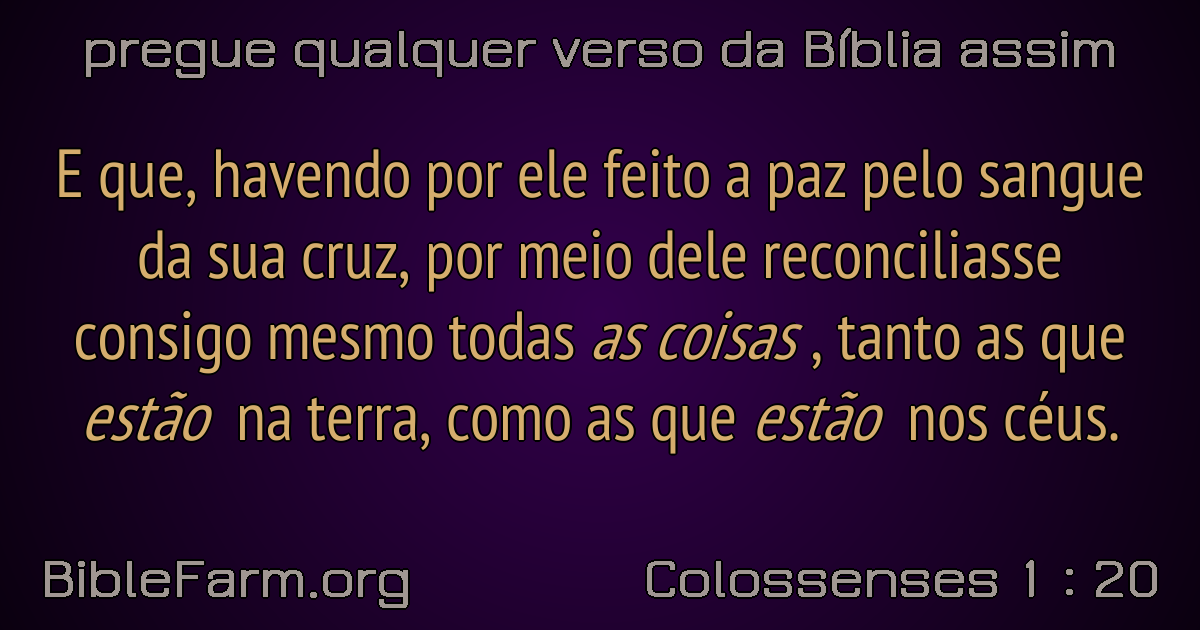 pregue qualquer verso da Bíblia assim
E que, havendo por ele feito a paz pelo sangue
da sua cruz, por meio dele reconciliasse
consigo mesmo todas as coisas , tanto as que
estão na terra, como as que estão nos céus.
BibleFarm.org
Colossenses 1 : 20